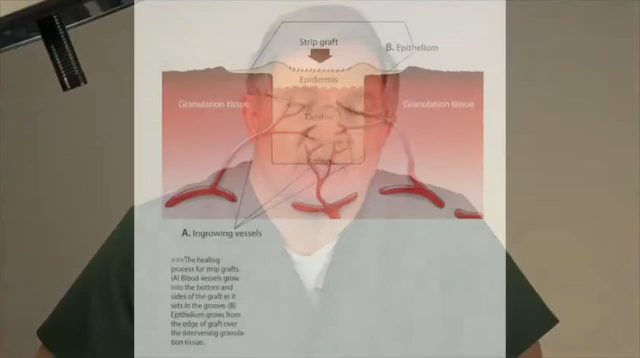 Strip graft
B. Epithelium
Epidermis
Granulation tissue
Dermis
Granulation tissue
A. Ingrowing vessels
>>>The healing
process for strip grafts.
(A) Blood vessels grow
into the bottom and
sides of the graft as it
sets in the groove. (B)
Epithelium grows from
the edge of graft over
the intervening granula-
tion tissue.